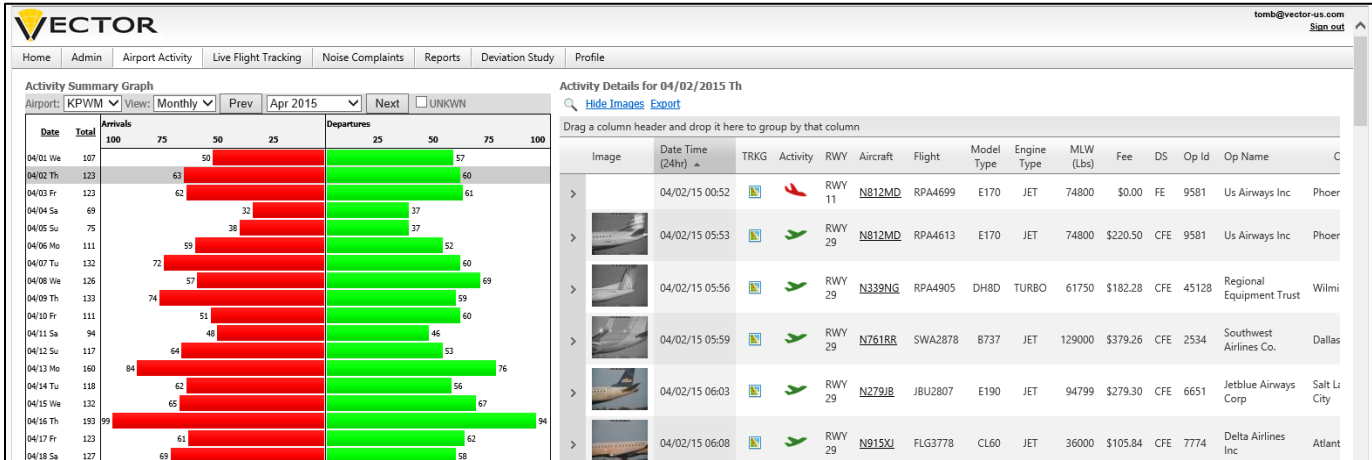 VECTOR
tomb@vector-us.com
Sign out
Home Admin Airport Activity Live Flight Tracking Noise Complaints Reports Deviation Study Profile
Activity Summary Graph
Airport: KPWM View: Monthly Prev Apr 2015 Next UNKWN
Date Total Arrivals Departures
100 75 50 25 25 50 75 100
04/01 We 107 50 57
04/02 Th 123 63 60
04/03 Fr 123 62 61
04/04 Sa 69 32 37
04/05 Su 75 38 37
04/06 Mo 111 59 52
04/07 Tu 132 72 60
04/08 We 126 57 69
04/09 Th 133 74 59
04/10 Fr 111 51 60
04/11 Sa 94 48 46
04/12 Su 117 64 53
04/13 Mo 160 84 76
04/14 Tu 118 62 56
04/15 We 132 65 67
04/16 Th 193 99 94
04/17 Fr 123 61 62
04/18 Sa 127 69 58
Activity Details for 04/02/2015 Th
Hide Images Export
Drag a column header and drop it here to group by that column
Image Date Time (24hr) TRKG Activity RWY Aircraft Flight Model Type Engine Type MLW (Lbs) Fee DS Op Id Op Name C
04/02/15 00:52 RWY 11 N812MD RPA4699 E170 JET 74800 $0.00 FE 9581 Us Airways Inc Phoer
04/02/15 05:53 RWY 29 N812MD RPA4613 E170 JET 74800 $220.50 CFE 9581 Us Airways Inc Phoer
04/02/15 05:56 RWY 29 N339NG RPA4905 DH8D TURBO 61750 $182.28 CFE 45128 Regional Equipment Trust Wilmi
04/02/15 05:59 RWY 29 N761RR SWA2878 B737 JET 129000 $379.26 CFE 2534 Southwest Airlines Co. Dallas
04/02/15 06:03 RWY 29 N279JB JBU2807 E190 JET 94799 $279.30 CFE 6651 Jetblue Airways Corp Salt La City
04/02/15 06:08 RWY 29 N915XJ FLG3778 CL60 JET 36000 $105.84 CFE 7774 Delta Airlines Inc Atlant